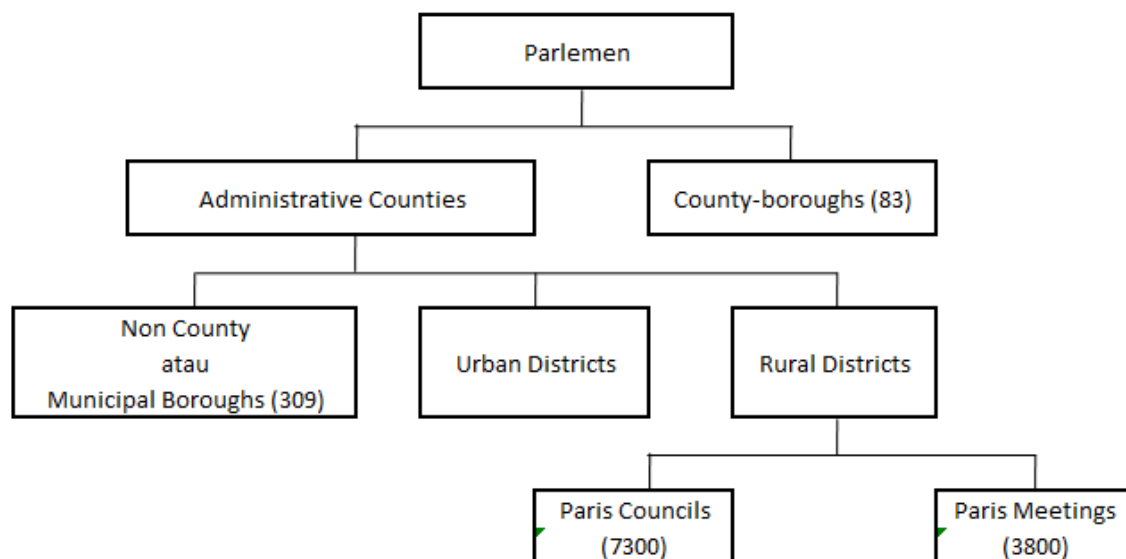 Parlemen
Administrative Counties
County-boroughs (83)
Non County
atau
Municipal Boroughs (309)
Urban Districts
Rural Districts
Paris Councils
(7300)
Paris Meetings
(3800)